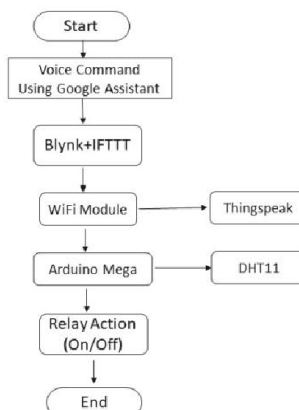 Start
Voice Command
Using Google Assistant
Blynk+IFTTT
WiFi Module
Thingspeak
Arduino Mega
DHT11
Relay Action
(On/Off)
End